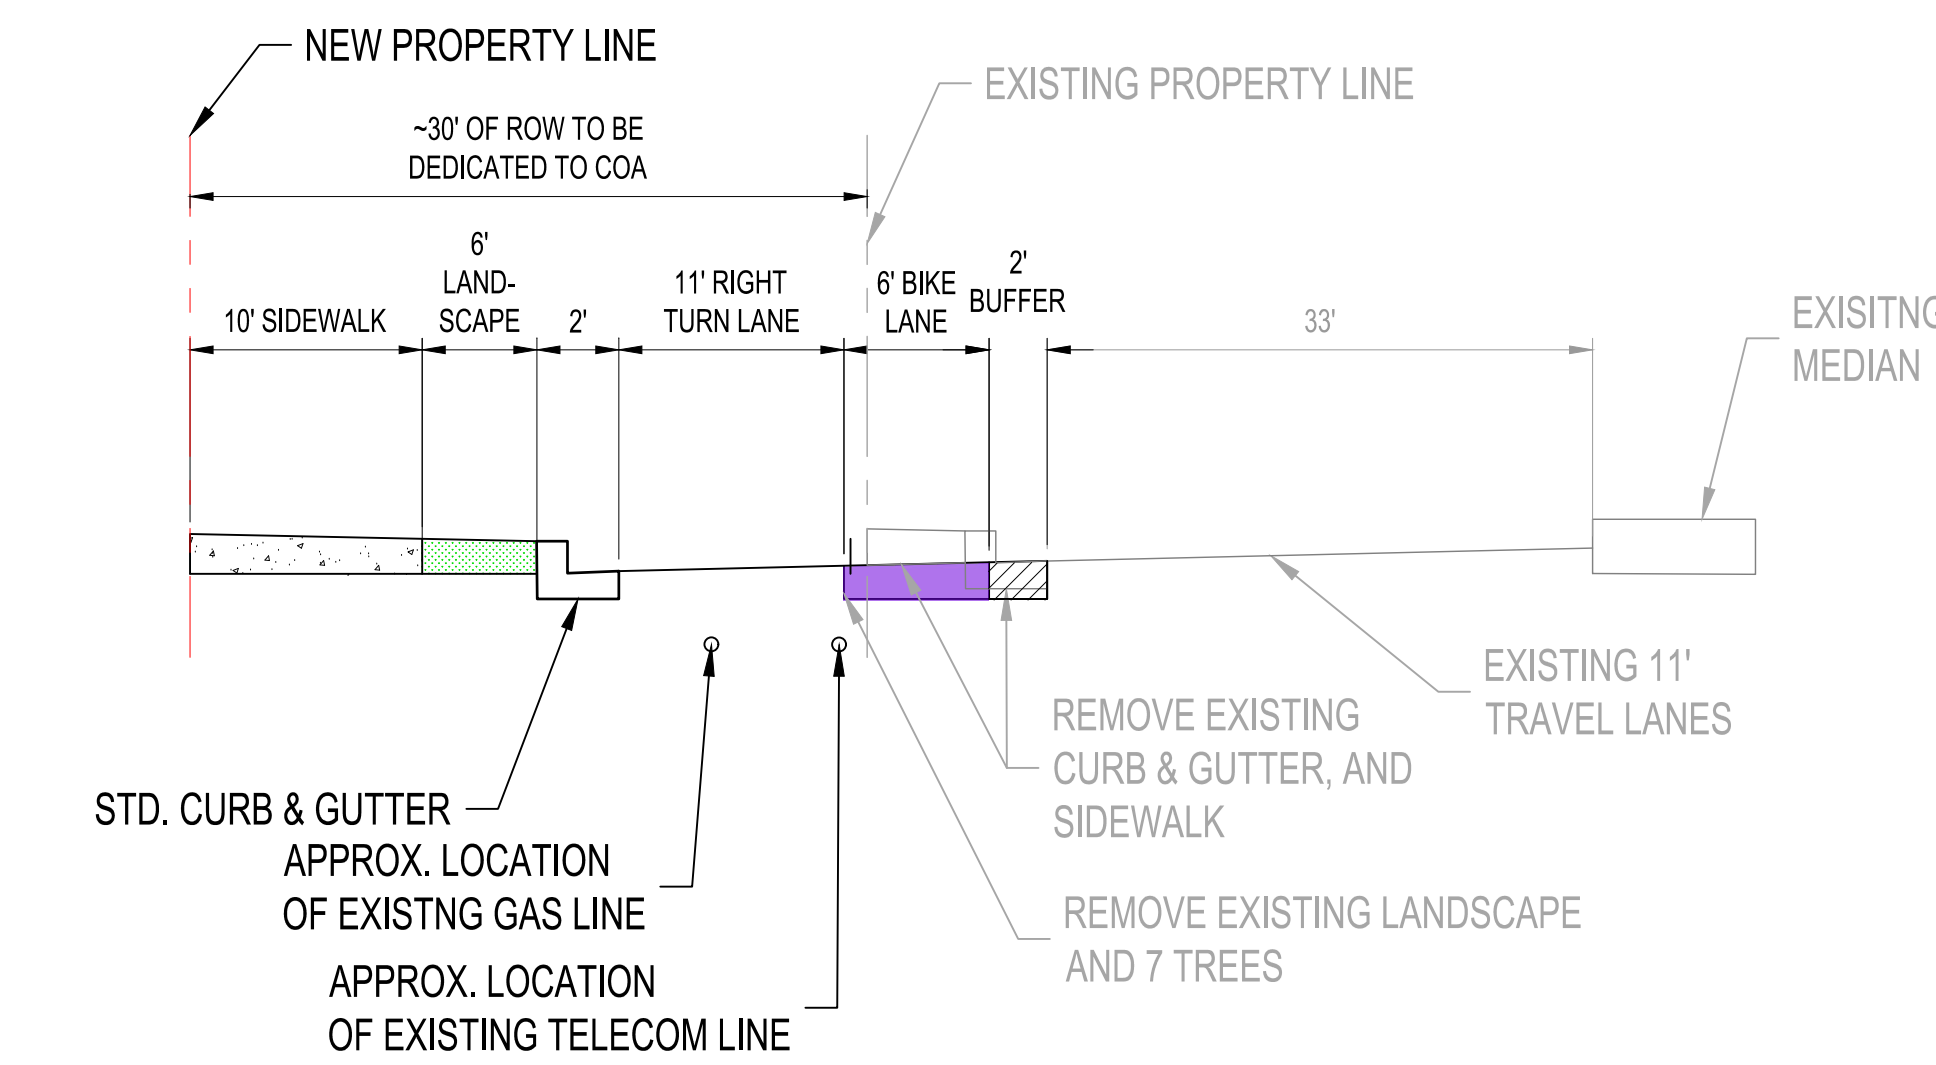 NEW PROPERTY LINE
EXISTING PROPERTY LINE
~30' OF ROW TO BE
DEDICATED TO COA
10' SIDEWALK
6'
LAND-
SCAPE
2'
11' RIGHT
TURN LANE
6' BIKE
LANE
2'
BUFFER
33'
EXISITNG
MEDIAN
STD. CURB & GUTTER
APPROX. LOCATION
OF EXISTNG GAS LINE
APPROX. LOCATION
OF EXISTING TELECOM LINE
REMOVE EXISTING
CURB & GUTTER, AND
SIDEWALK
EXISTING 11'
TRAVEL LANES
REMOVE EXISTING LANDSCAPE
AND 7 TREES